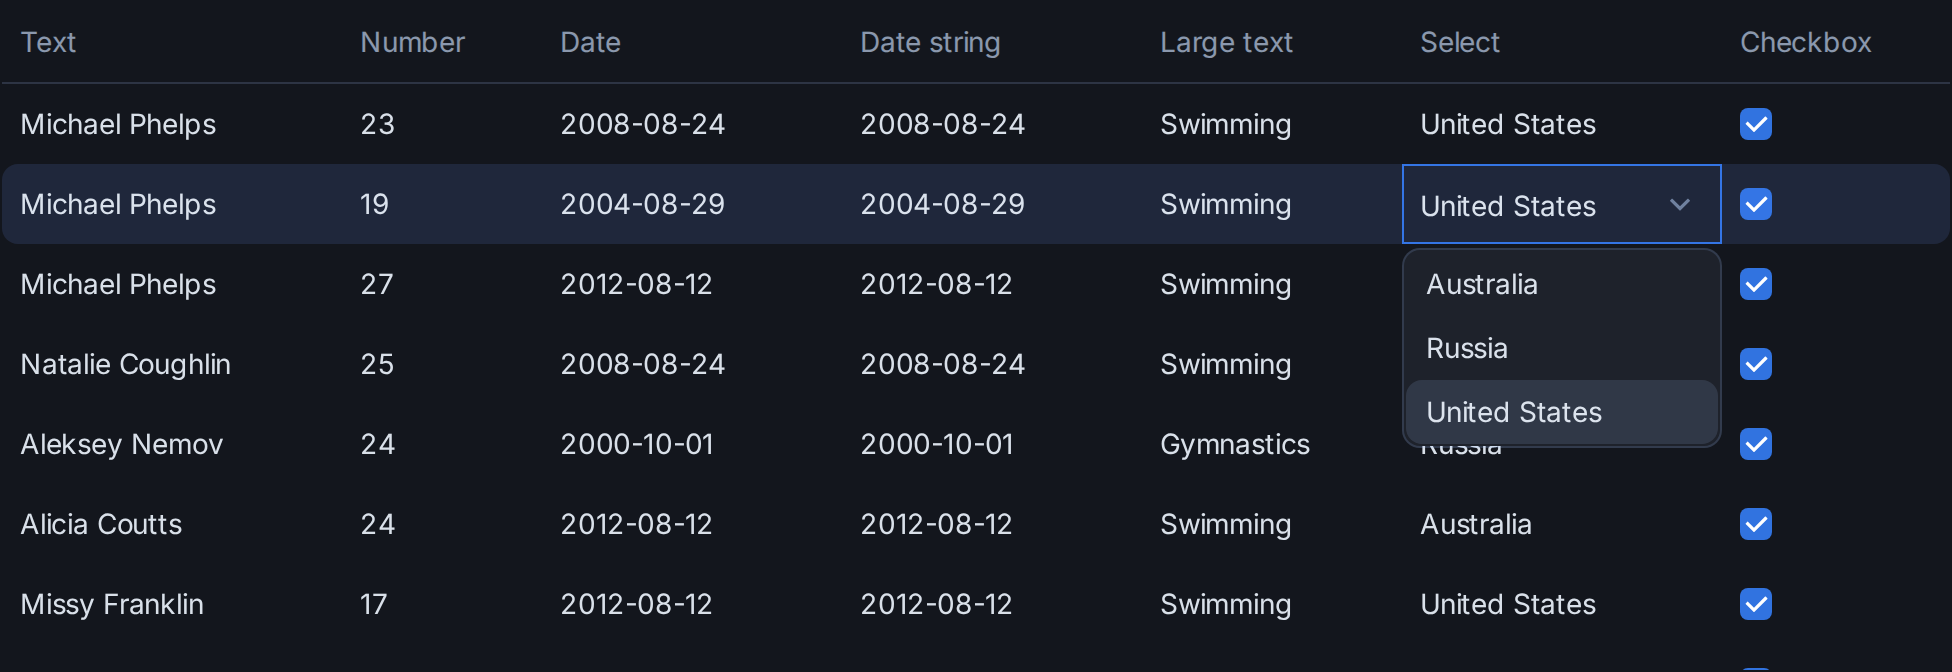 Text Number Date Date string Large text Select Checkbox
Michael Phelps 23 2008-08-24 2008-08-24 Swimming United States
Michael Phelps 19 2004-08-29 2004-08-29 Swimming United States
Michael Phelps 27 2012-08-12 2012-08-12 Swimming Australia
Natalie Coughlin 25 2008-08-24 2008-08-24 Swimming Russia
United States
Aleksey Nemov 24 2000-10-01 2000-10-01 Gymnastics Russia
Alicia Coutts 24 2012-08-12 2012-08-12 Swimming Australia
Missy Franklin 17 2012-08-12 2012-08-12 Swimming United States